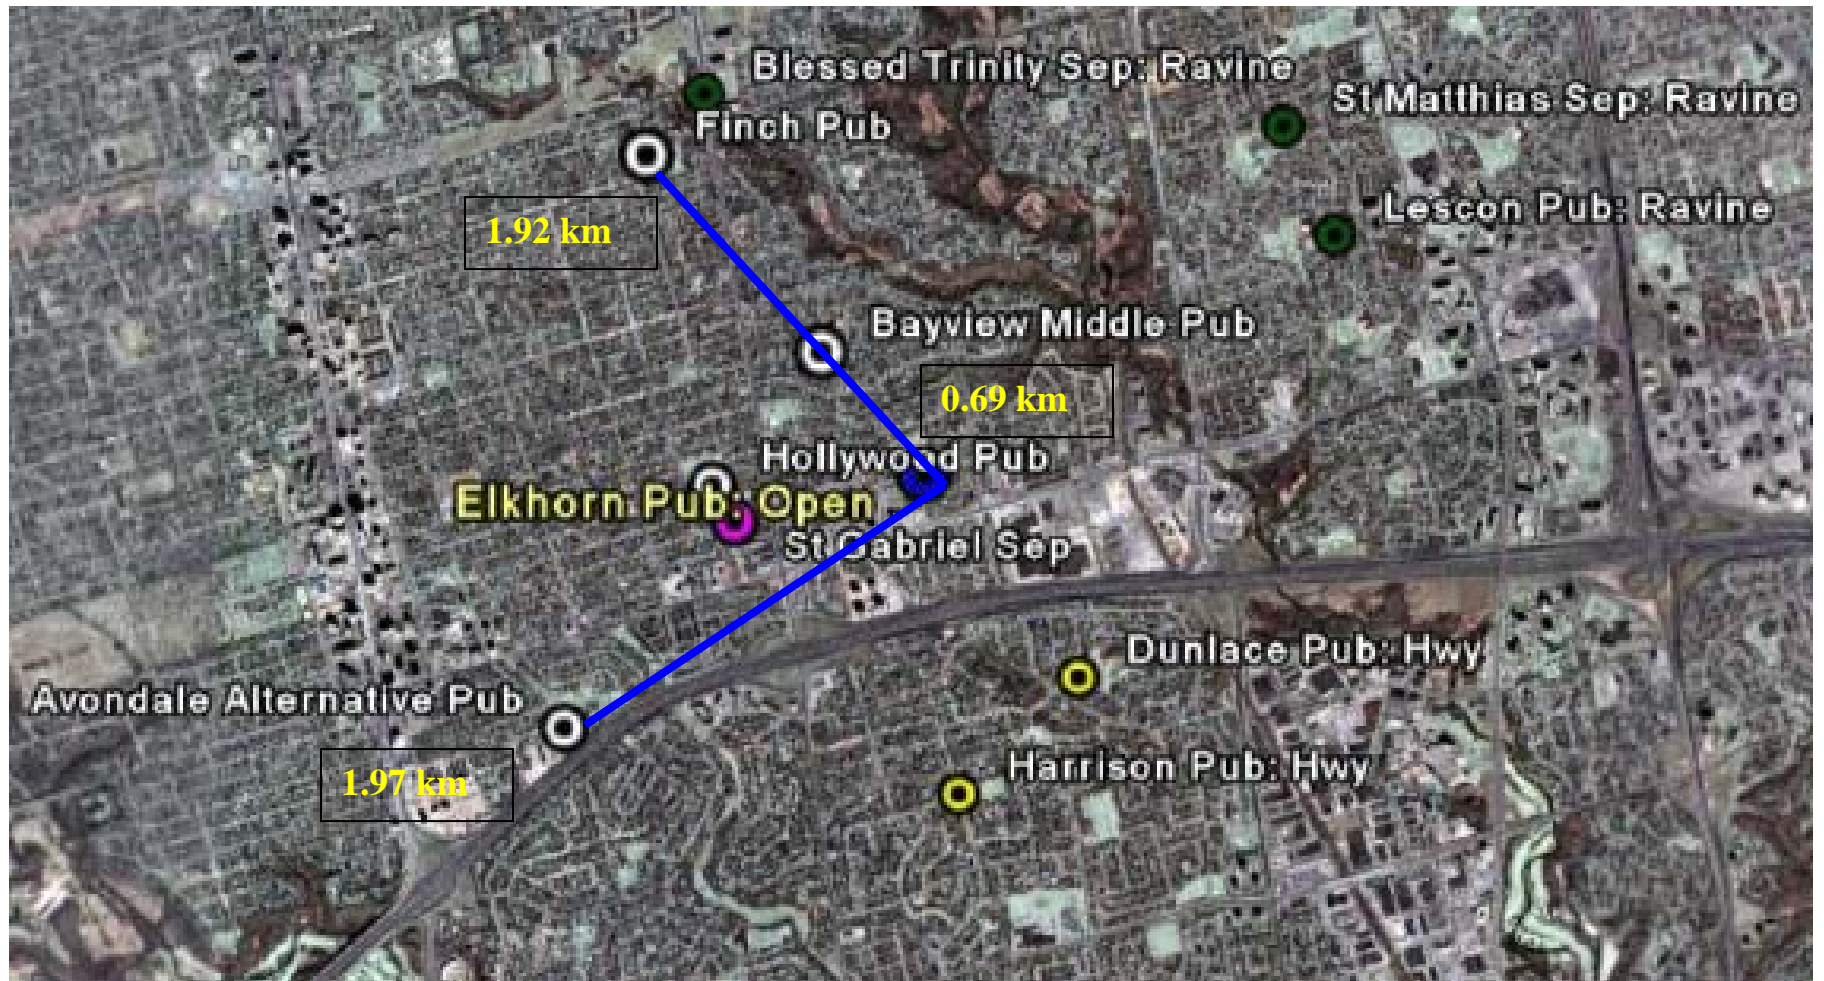 Blessed Trinity Sep: Ravine
St Matthias Sep: Ravine
Finch Pub
Lescon Pub: Ravine
1.92 km
Bayview Middle Pub
0.69 km
Hollywood Pub
Elkhorn Pub: Open
St Gabriel Sep
Dunlace Pub: Hwy
Avondale Alternative Pub
Harrison Pub: Hwy
1.97 km